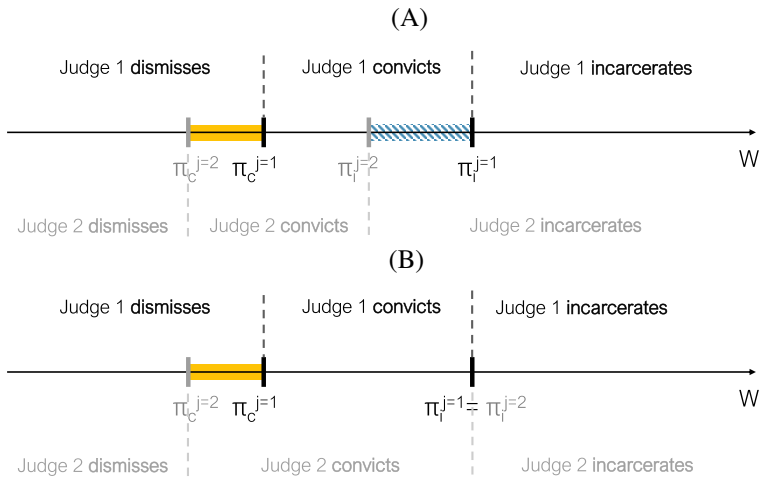 (A)
Judge 1 dismisses Judge 1 convicts Judge 1 incarcerates
π_c^{j=2} π_c^{j=1} π_i^{j=2} π_i^{j=1} W
Judge 2 dismisses Judge 2 convicts Judge 2 incarcerates
(B)
Judge 1 dismisses Judge 1 convicts Judge 1 incarcerates
π_c^{j=2} π_c^{j=1} π_i^{j=1}= π_i^{j=2} W
Judge 2 dismisses Judge 2 convicts Judge 2 incarcerates